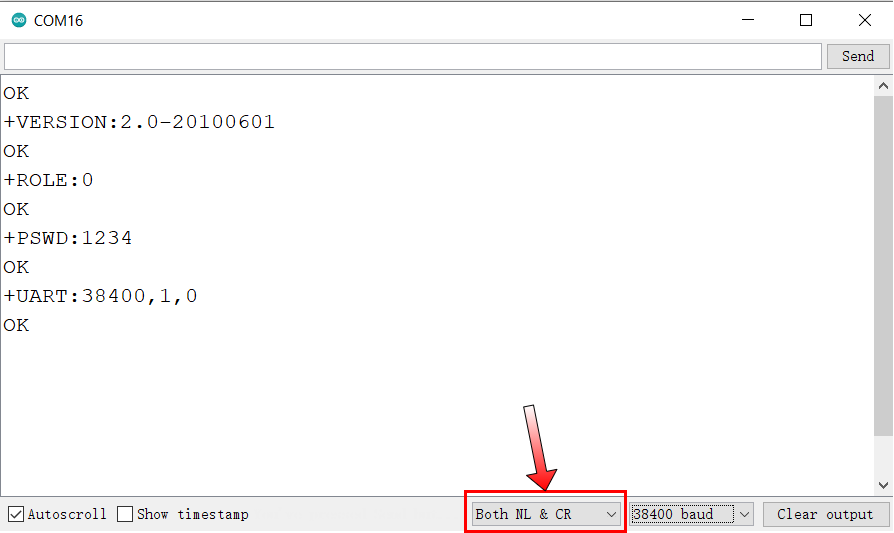 COM16
Send
OK
+VERSION:2.0-20100601
OK
+ROLE:0
OK
+PSWD:1234
OK
+UART:38400,1,0
OK
Autoscroll Show timestamp Both NL & CR 38400 baud Clear output